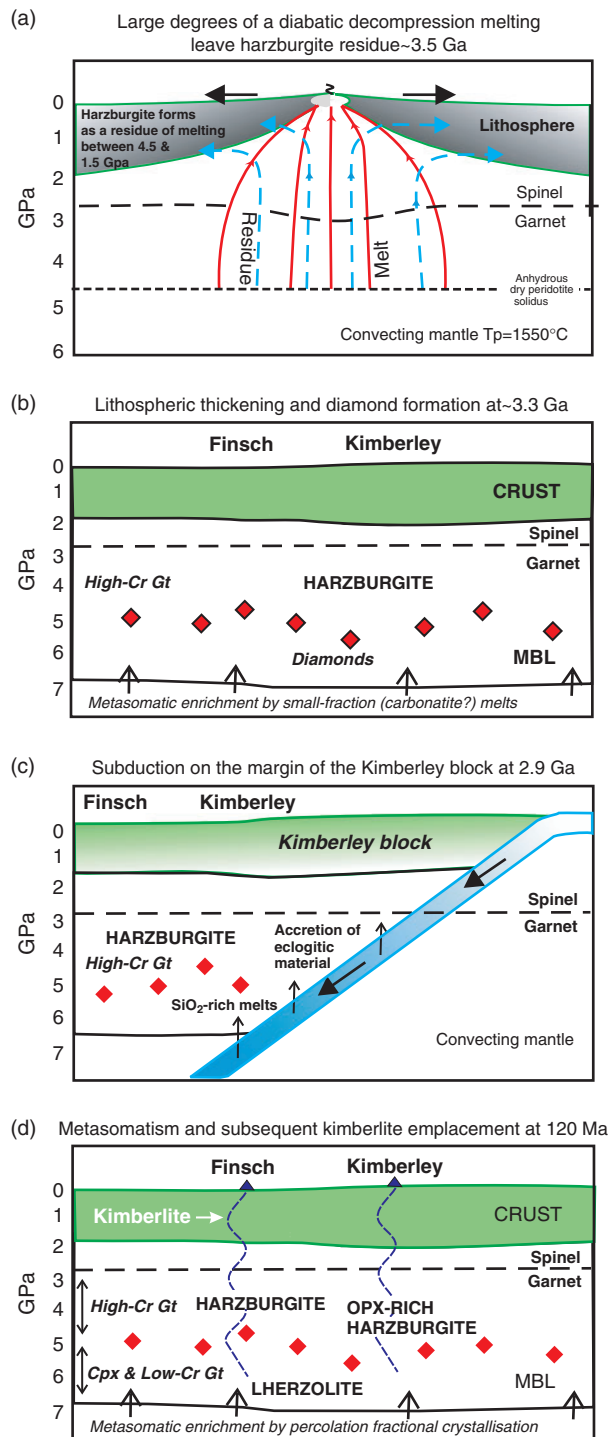 (a)
Large degrees of a diabatic decompression melting
leave harzburgite residue~3.5 Ga
0
1
2
3
4
5
6
GPa
Harzburgite forms
as a residue of melting
between 4.5 &
1.5 Gpa
Lithosphere
Spinel
Garnet
Residue
Melt
Anhydrous
dry peridotite
solidus
Convecting mantle Tp=1550°C
(b)
Lithospheric thickening and diamond formation at~3.3 Ga
Finsch Kimberley
0
1
2
3
4
5
6
7
GPa
CRUST
Spinel
Garnet
High-Cr Gt
HARZBURGITE
Diamonds
MBL
Metasomatic enrichment by small-fraction (carbonatite?) melts
(c)
Subduction on the margin of the Kimberley block at 2.9 Ga
Finsch Kimberley
0
1
2
3
4
5
6
7
GPa
Kimberley block
Spinel
Garnet
HARZBURGITE
High-Cr Gt
Accretion of
eclogitic
material
SiO₂-rich melts
Convecting mantle
(d)
Metasomatism and subsequent kimberlite emplacement at 120 Ma
Finsch Kimberley
0
1
2
3
4
5
6
7
GPa
Kimberlite
CRUST
Spinel
Garnet
High-Cr Gt
HARZBURGITE
OPX-RICH
HARZBURGITE
Cpx & Low-Cr Gt
LHERZOLITE
MBL
Metasomatic enrichment by percolation fractional crystallisation